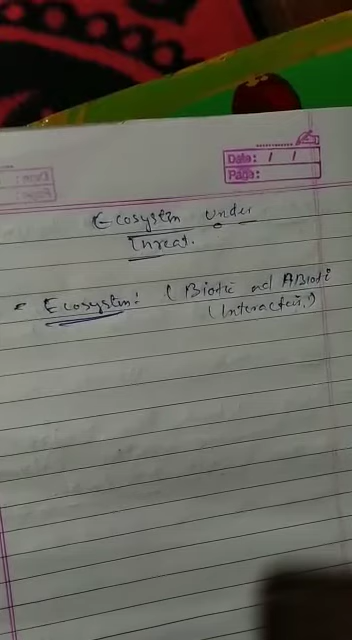 Date: / /
Page:
Ecosystem under
Threat.
Ecosystem: (Biotic and ABiotic
(Interaction.)